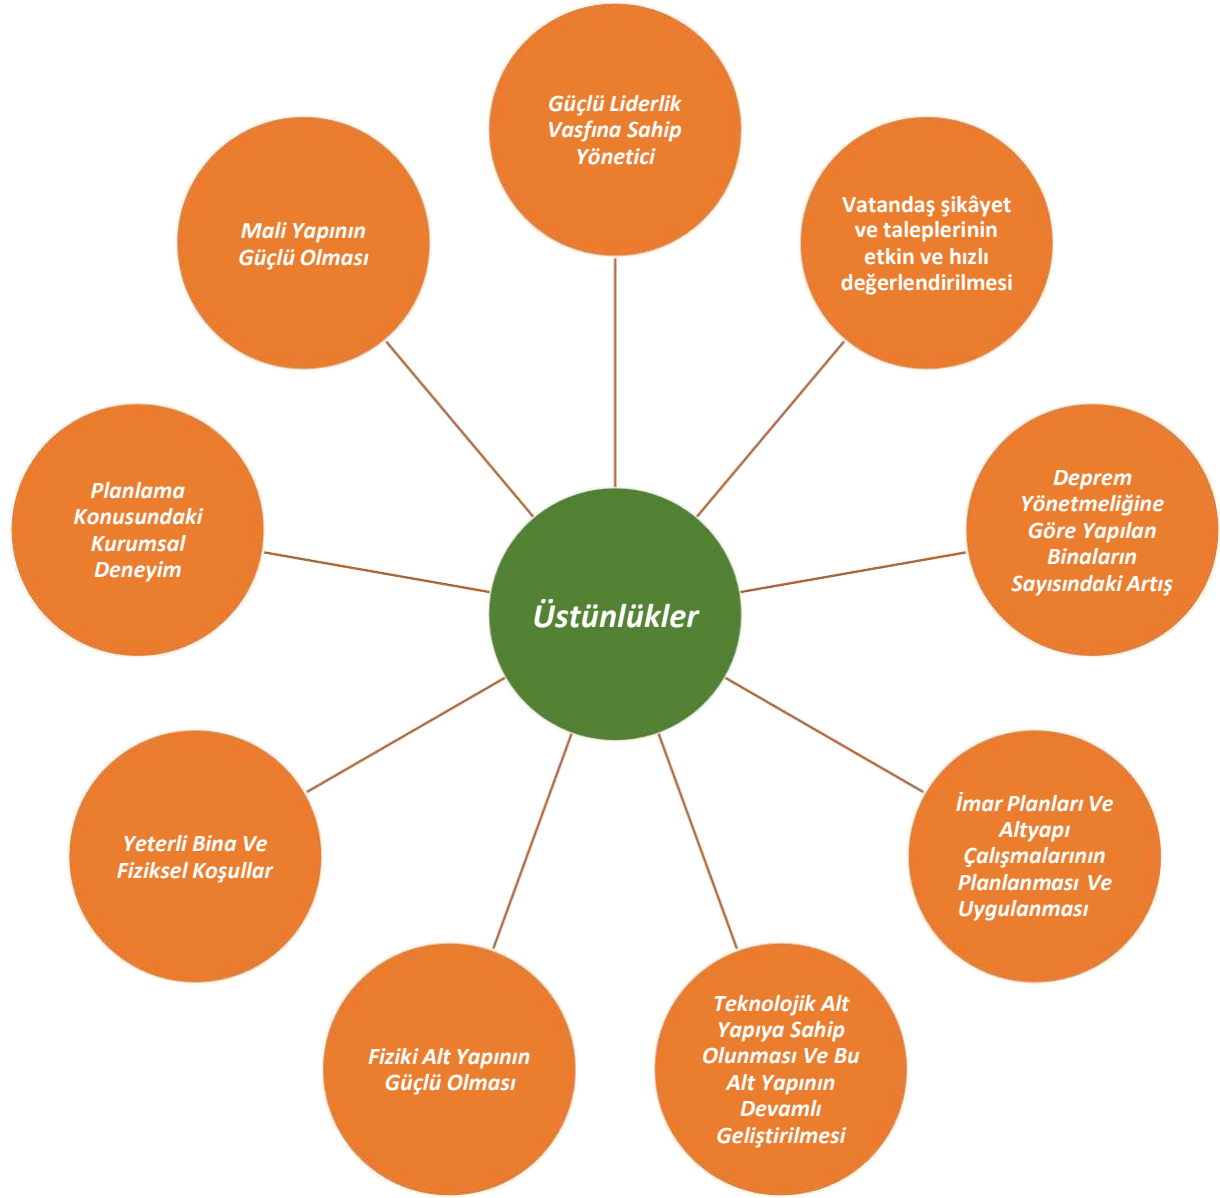 Güçlü Liderlik
Vasfına Sahip
Yönetici
Vatandaş şikâyet
ve taleplerinin
etkin ve hızlı
değerlendirilmesi
Deprem
Yönetmeliğine
Göre Yapılan
Binaların
Sayısındaki Artış
İmar Planları Ve
Altyapı
Çalışmalarının
Planlanması Ve
Uygulanması
Teknolojik Alt
Yapıya Sahip
Olunması Ve Bu
Alt Yapının
Devamlı
Geliştirilmesi
Fiziki Alt Yapının
Güçlü Olması
Yeterli Bina Ve
Fiziksel Koşullar
Planlama
Konusundaki
Kurumsal
Deneyim
Mali Yapının
Güçlü Olması
Üstünlükler